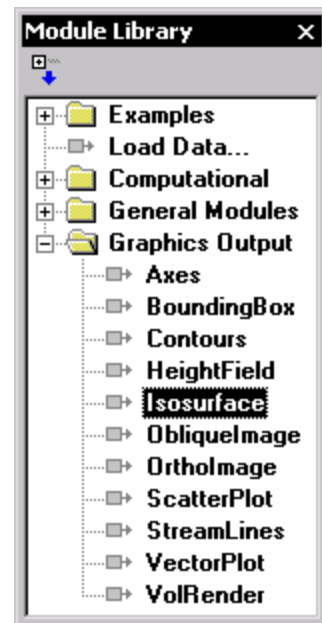 Module Library
Examples
Load Data...
Computational
General Modules
Graphics Output
Axes
BoundingBox
Contours
HeightField
Isosurface
ObliqueImage
OrthoImage
ScatterPlot
StreamLines
VectorPlot
VolRender